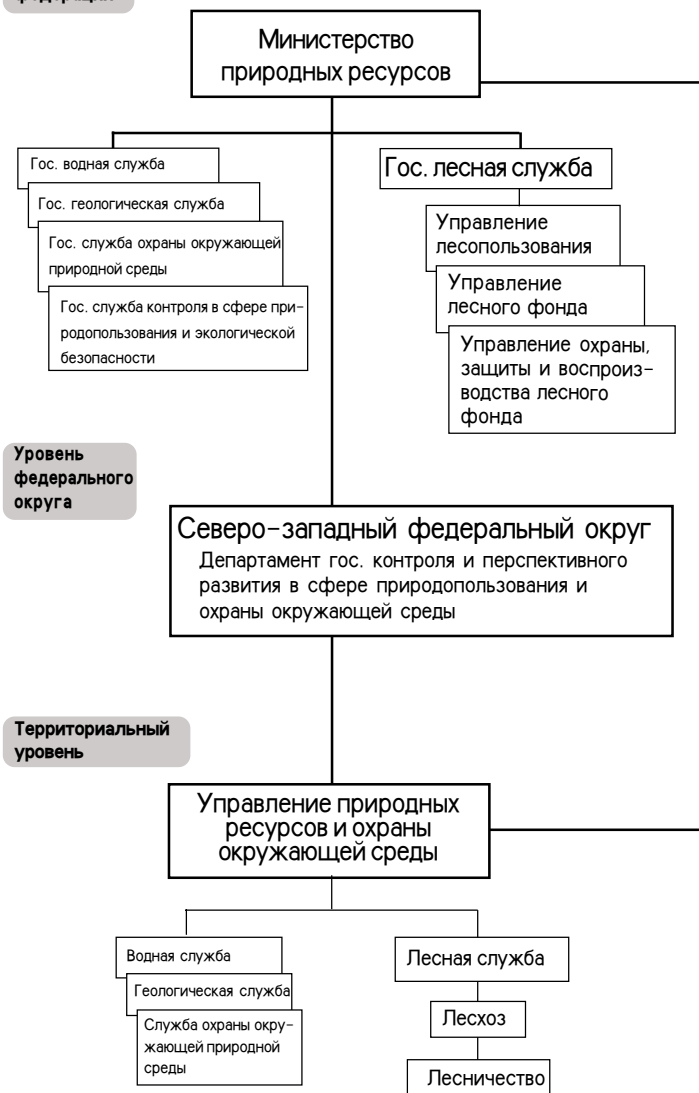 Министерство
природных ресурсов
Гос. водная служба
Гос. геологическая служба
Гос. служба охраны окружающей
природной среды
Гос. служба контроля в сфере при-
родопользования и экологической
безопасности
Гос. лесная служба
Управление
лесопользования
Управление
лесного фонда
Управление охраны,
защиты и воспроиз-
водства лесного
фонда
Уровень
федерального
округа
Северо-западный федеральный округ
Департамент гос. контроля и перспективного
развития в сфере природопользования и
охраны окружающей среды
Территориальный
уровень
Управление природных
ресурсов и охраны
окружающей среды
Водная служба
Геологическая служба
Служба охраны окру-
жающей природной
среды
Лесная служба
Лесхоз
Лесничество